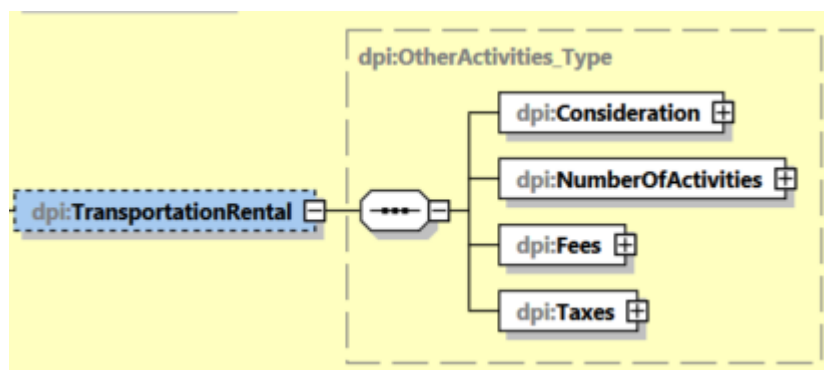 dpi:OtherActivities_Type
dpi:Consideration
dpi:NumberOfActivities
dpi:TransportationRental
dpi:Fees
dpi:Taxes